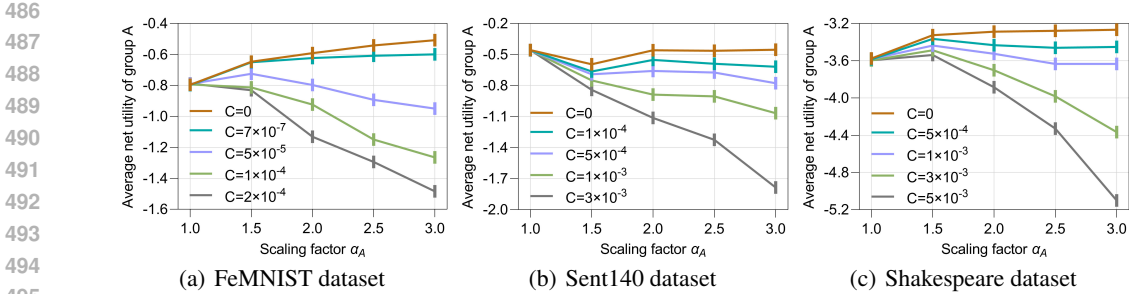 486
487
488
489
490
491
492
493
494
Average net utility of group A
-0.4
-0.6
-0.8
-1.0
-1.2
-1.4
-1.6
C=0
C=7×10⁻⁷
C=5×10⁻⁵
C=1×10⁻⁴
C=2×10⁻⁴
1.0 1.5 2.0 2.5 3.0
Scaling factor αA
(a) FeMNIST dataset
Average net utility of group A
-0.2
-0.5
-0.8
-1.1
-1.4
-1.7
-2.0
C=0
C=1×10⁻⁴
C=5×10⁻⁴
C=1×10⁻³
C=3×10⁻³
1.0 1.5 2.0 2.5 3.0
Scaling factor αA
(b) Sent140 dataset
Average net utility of group A
-3.2
-3.6
-4.0
-4.4
-4.8
-5.2
C=0
C=5×10⁻⁴
C=1×10⁻³
C=3×10⁻³
C=5×10⁻³
1.0 1.5 2.0 2.5 3.0
Scaling factor αA
(c) Shakespeare dataset